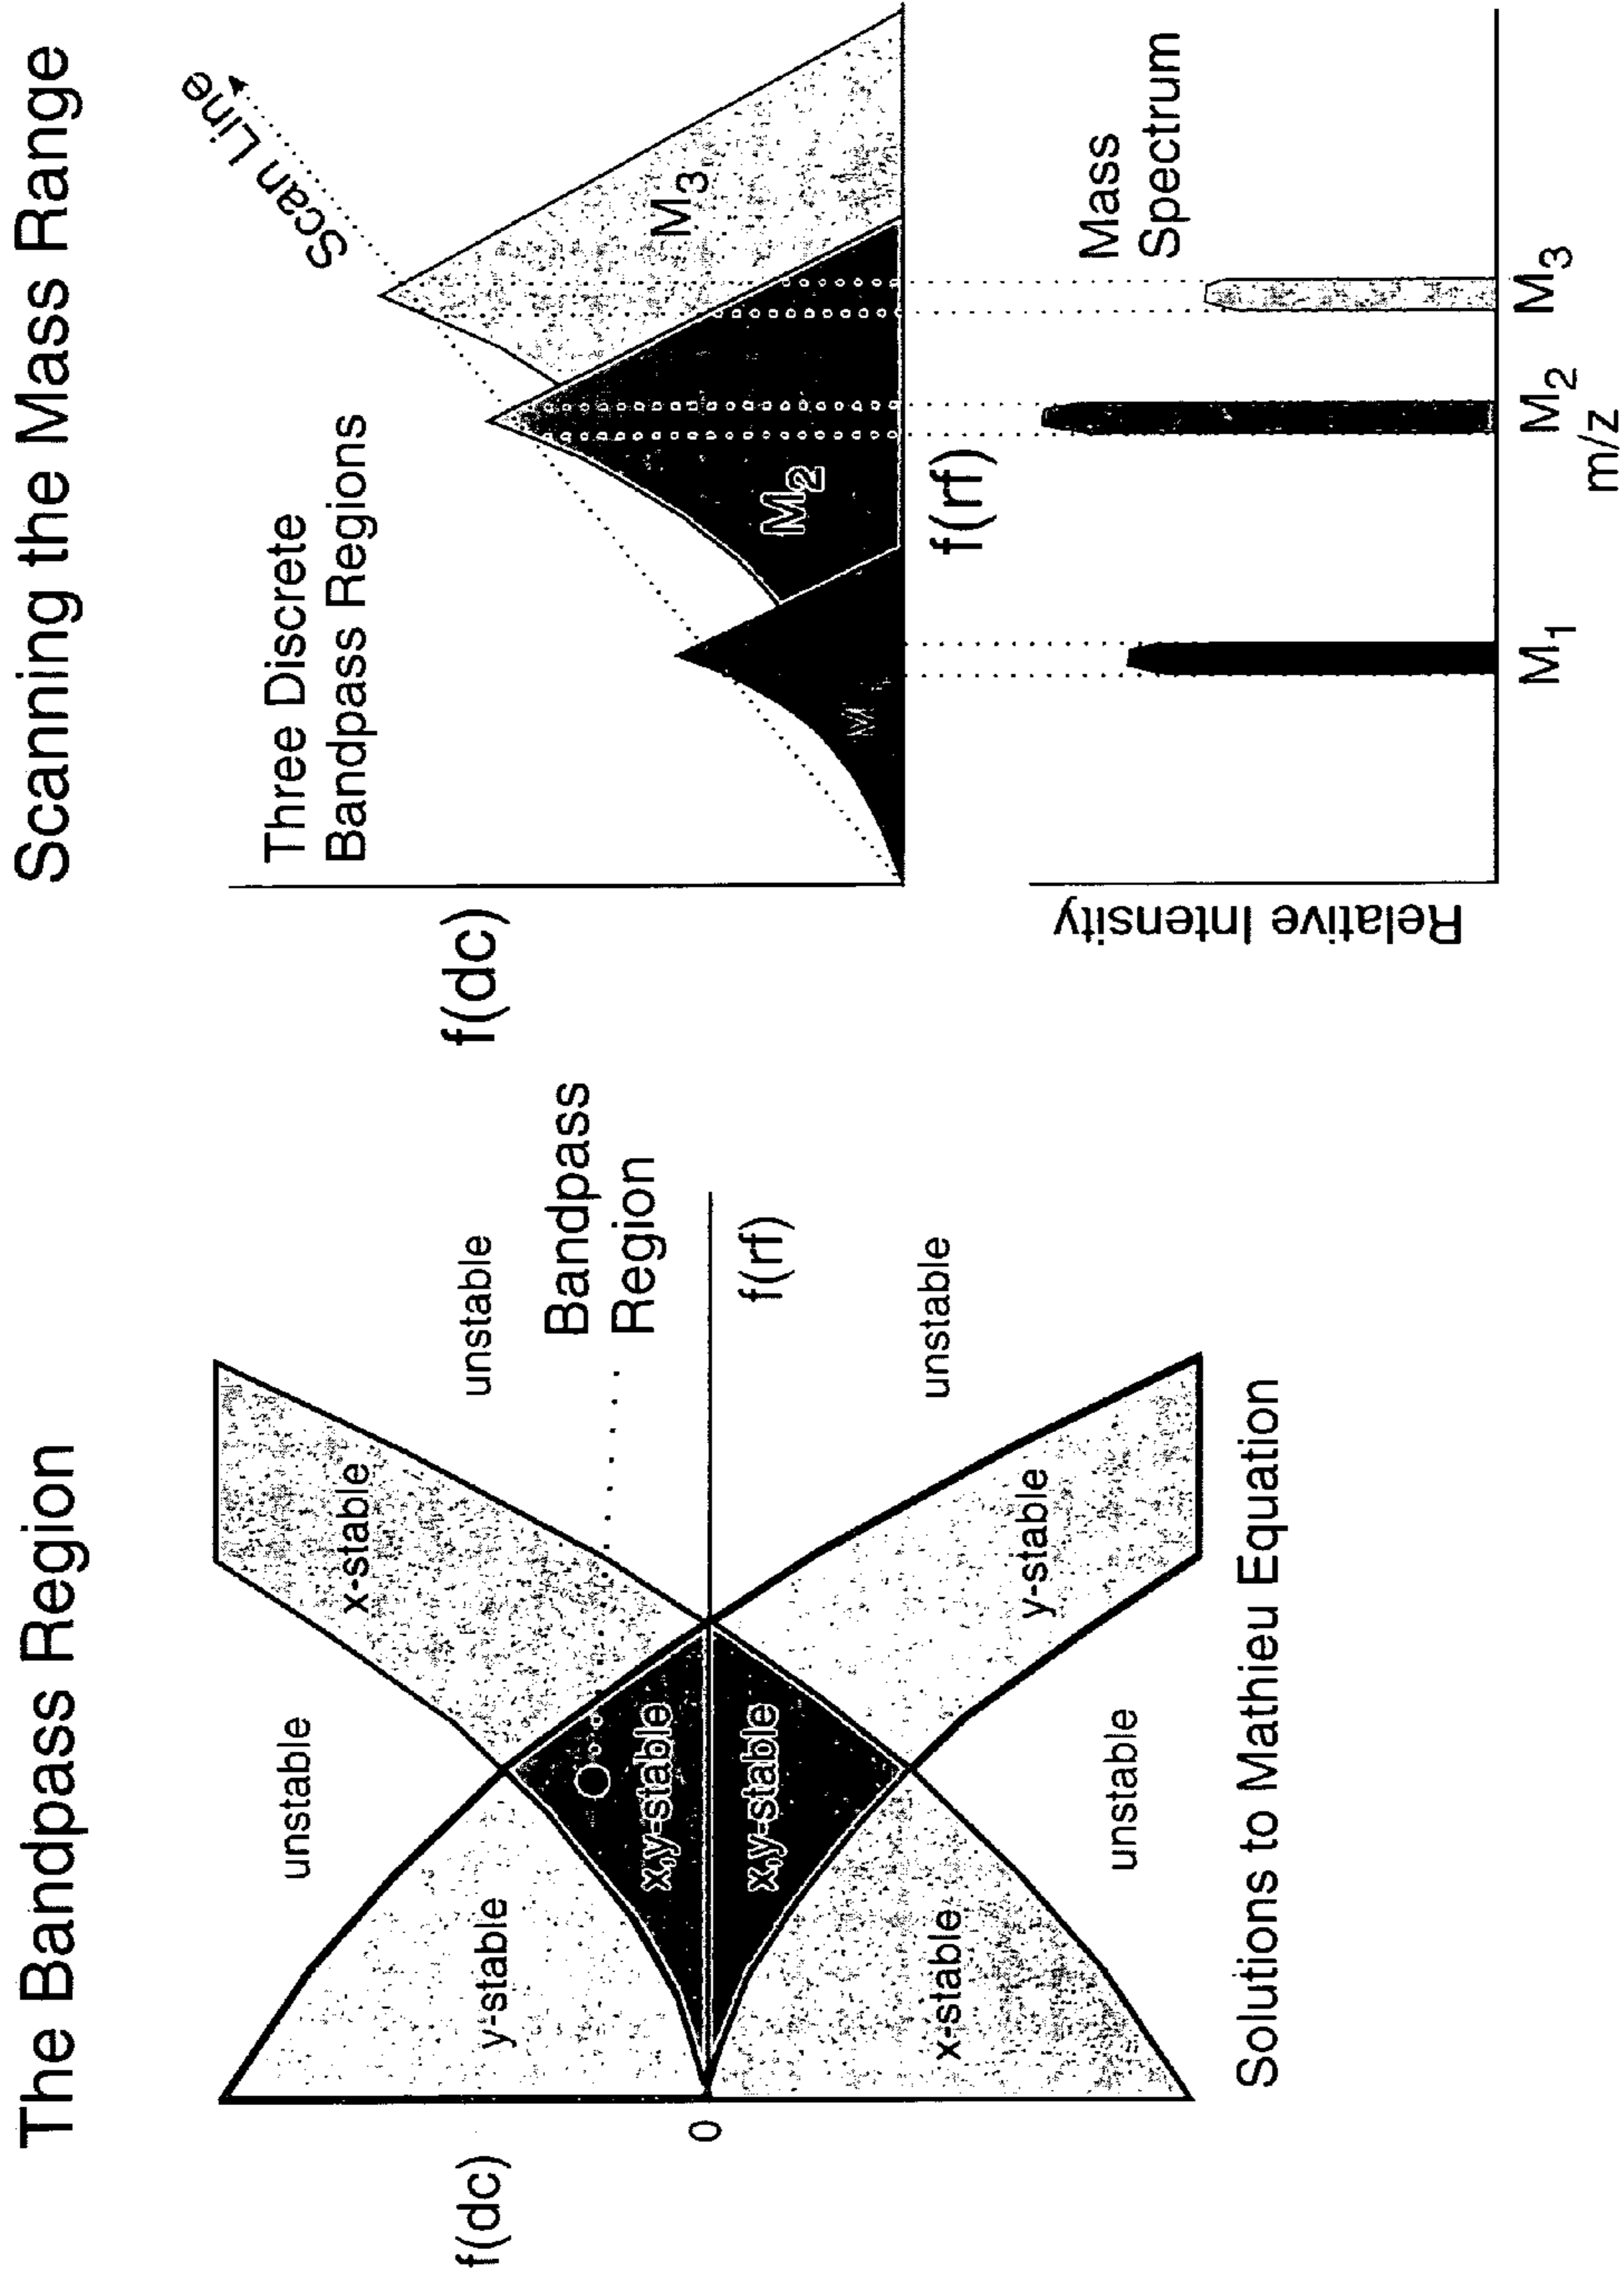 The Bandpass Region
f(dc)
unstable
x-stable
y-stable
unstable
Bandpass
Region
x,y-stable
0
f(rf)
x,y-stable
x-stable
y-stable
unstable
unstable
Solutions to Mathieu Equation
Scanning the Mass Range
Scan Line
Three Discrete
Bandpass Regions
f(dc)
M
M2
M3
f(rf)
Relative Intensity
Mass
Spectrum
M1
M2
M3
m/z